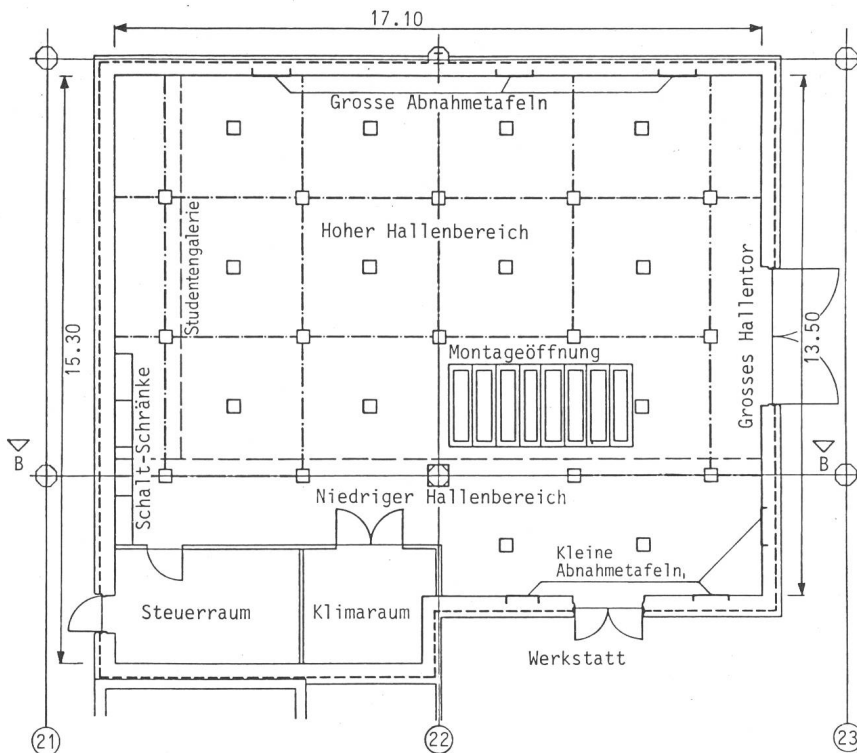 17.10
Grosse Abnahmetafeln
Studentengalerie
Hoher Hallenbereich
15.30
Grosses Hallentor
13.50
Montageöffnung
Schalt-Schränke
B
B
Niedriger Hallenbereich
Kleine
Abnahmetafeln,
Steuerraum
Klimaraum
Werkstatt
21
22
23